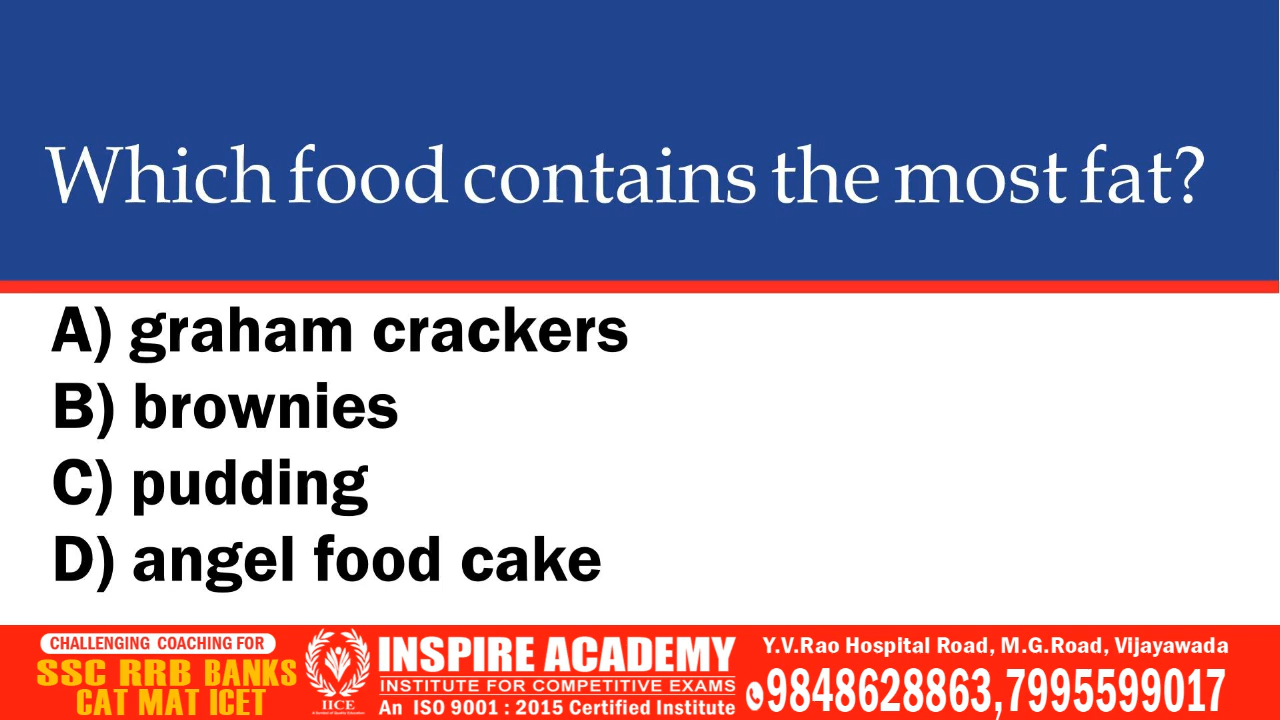 Which food contains the most fat?
A) graham crackers
B) brownies
C) pudding
D) angel food cake
CHALLENGING COACHING FOR
SSC RRB BANKS
CAT MAT ICET
IICE
INSPIRE ACADEMY
INSTITUTE FOR COMPETITIVE EXAMS
An ISO 9001 : 2015 Certified Institute
Y.V.Rao Hospital Road, M.G.Road, Vijayawada
9848628863,7995599017